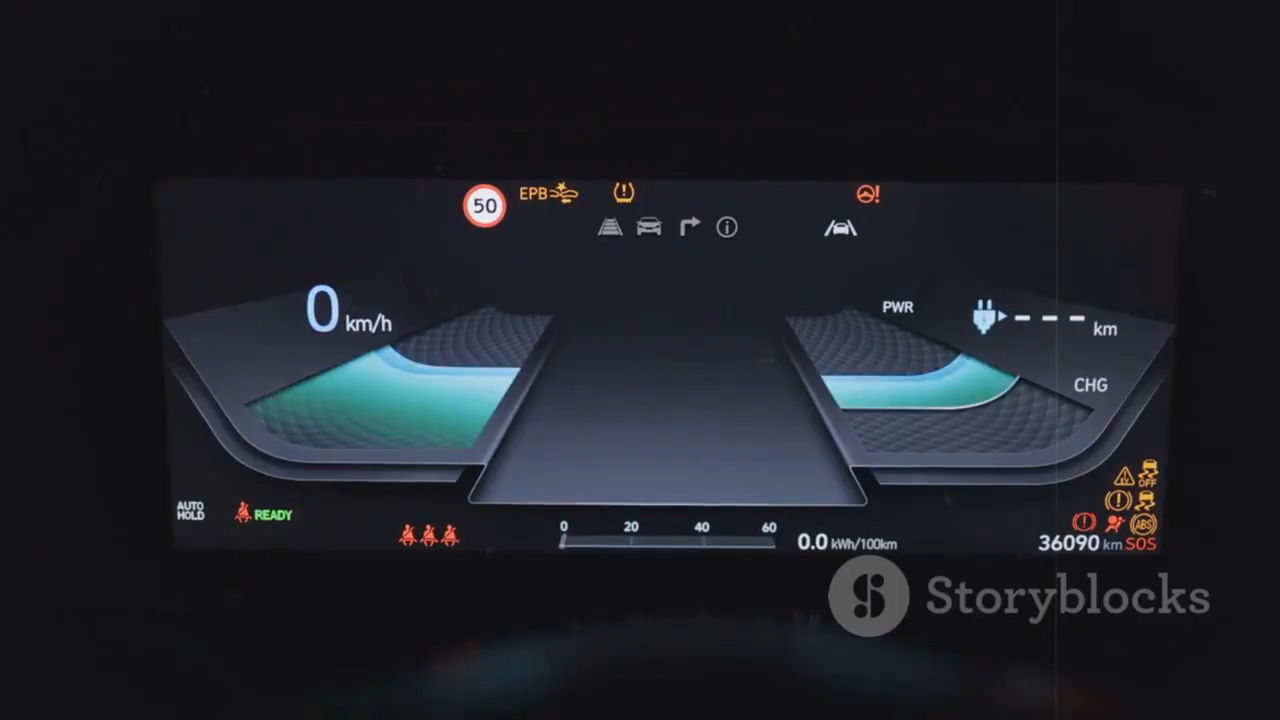 50
EPB
0 km/h
PWR
--- km
CHG
OFF
EV
AUTO HOLD
READY
0 20 40 60
0.0 kWh/100km
ABS
36090 km SOS
Storyblocks